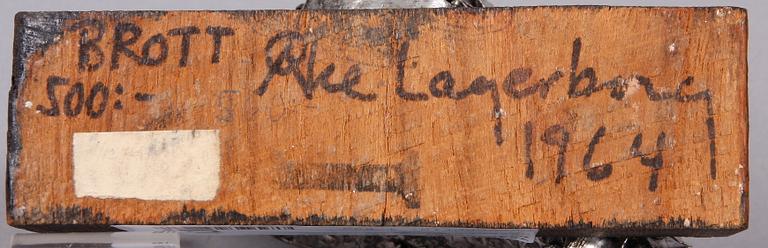 BROTT
500:-
Åke Lagerborg
1964